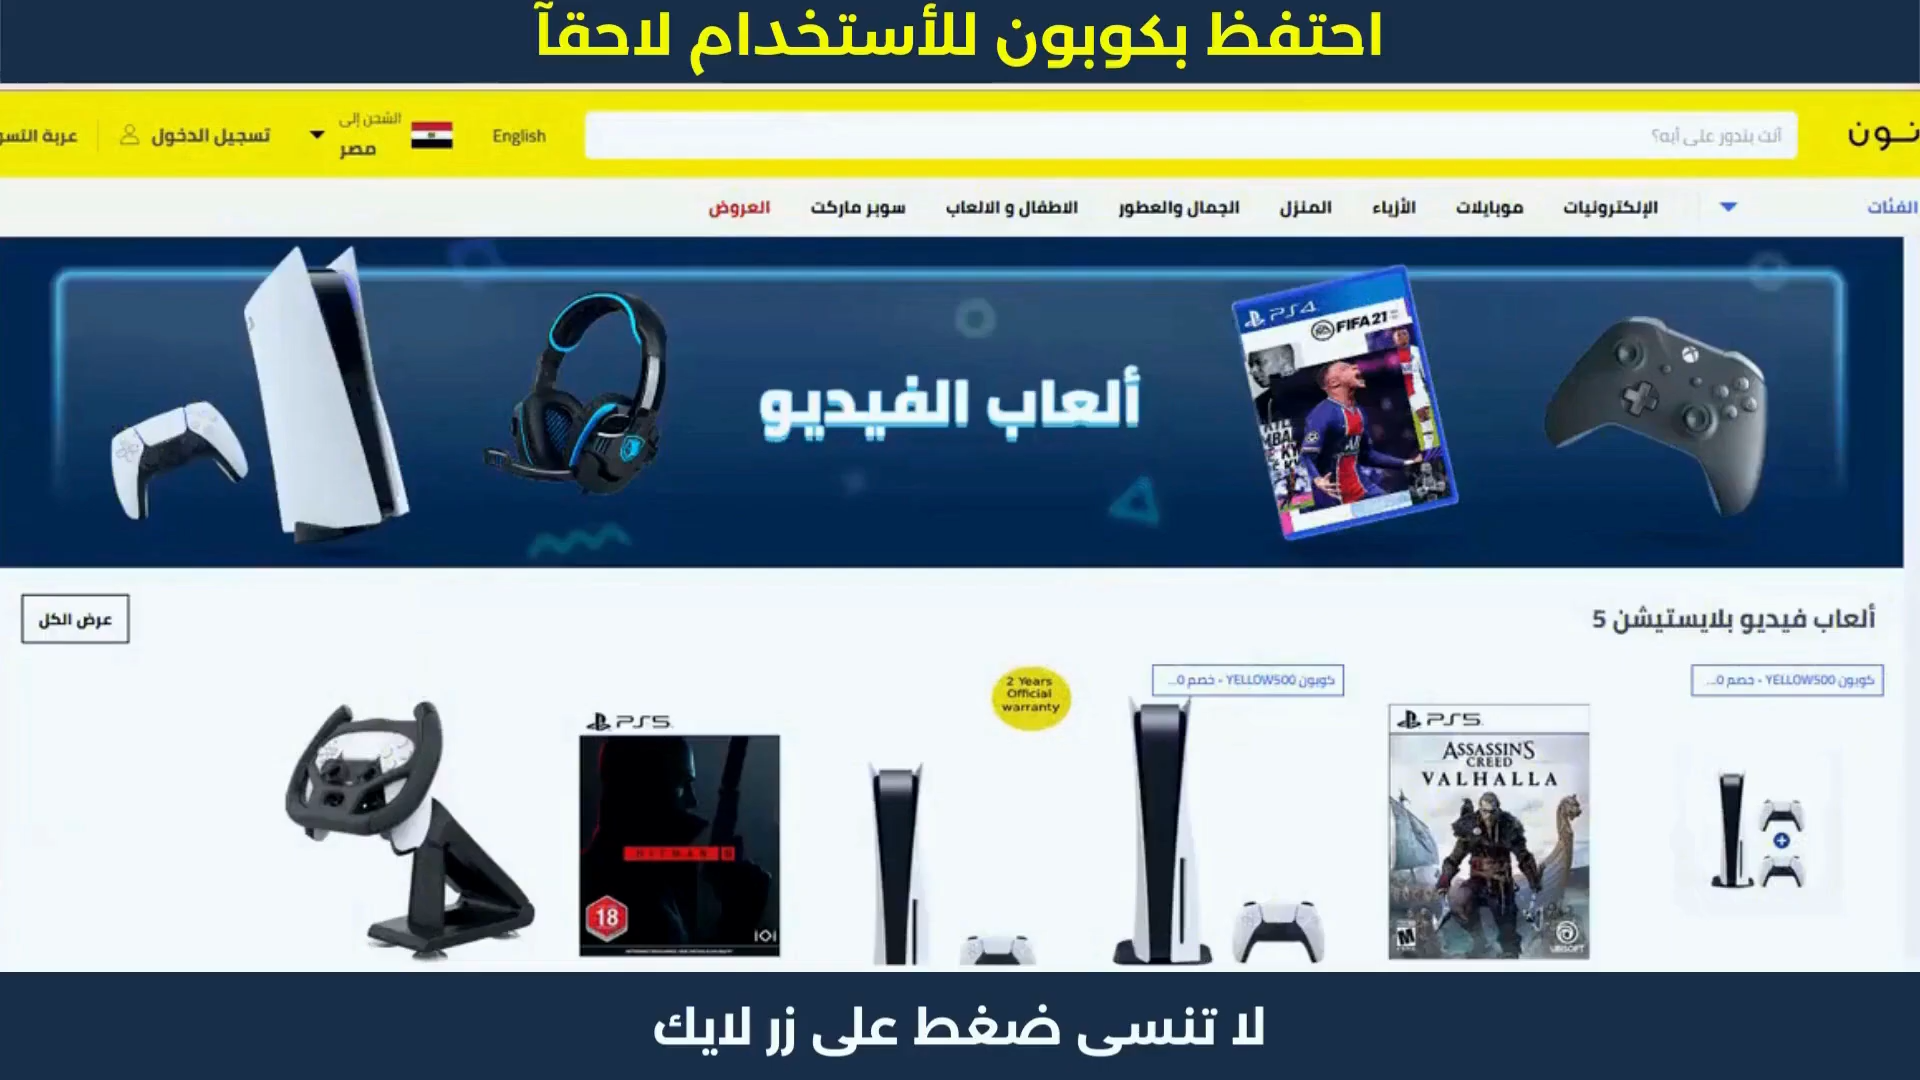 احتفظ بكوبون للأستخدام لاحقآ
نون
أنت بتدور على أيه؟
English
الشحن إلى
مصر
تسجيل الدخول
عربة التسو
الفئات
الإلكترونيات
موبايلات
الأزياء
المنزل
الجمال والعطور
الاطفال و الالعاب
سوبر ماركت
العروض
PS4
FIFA 21
ألعاب الفيديو
ألعاب فيديو بلايستيشن 5
عرض الكل
كوبون YELLOW500 - خصم 0...
كوبون YELLOW500 - خصم 0...
2 Years
Official
warranty
PS5
ASSASSIN'S
CREED
VALHALLA
M
UBISOFT
PS5
HITMAN
18
IOI
لا تنسى ضغط على زر لايك